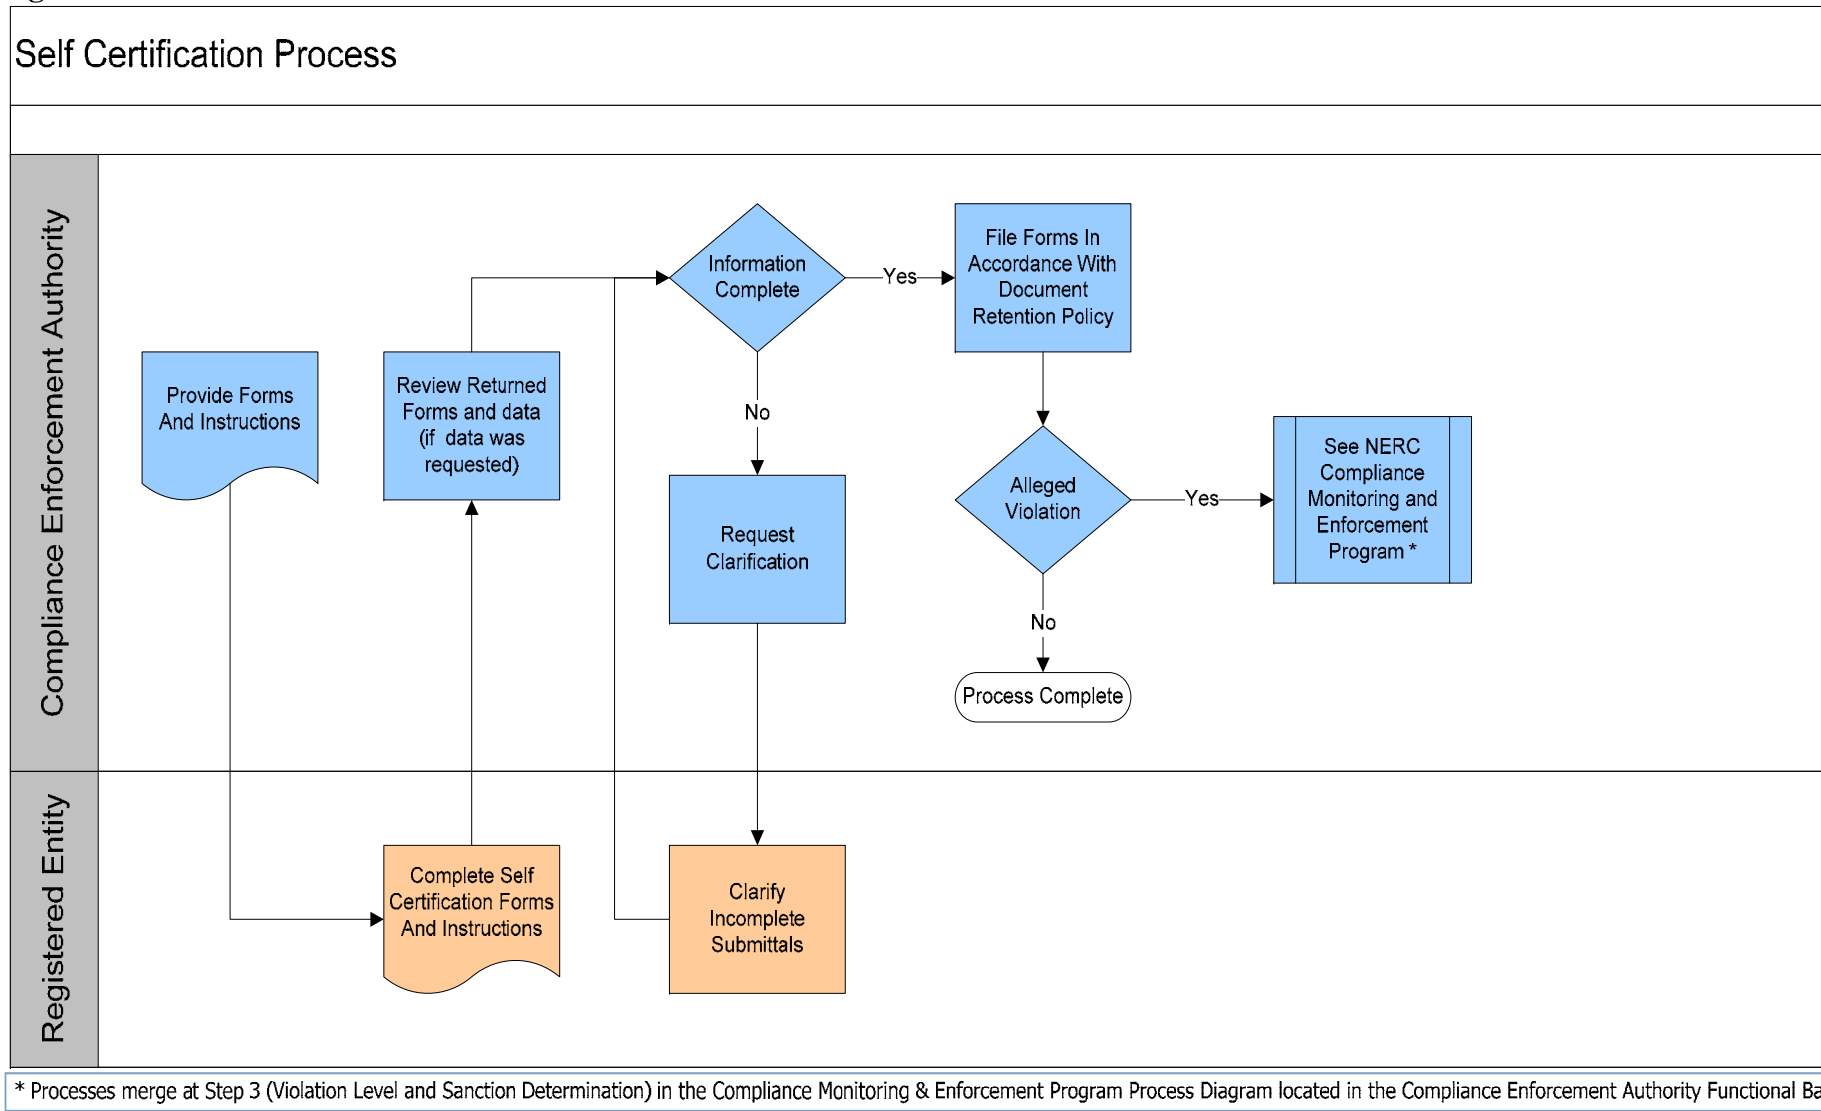 Self Certification Process
Compliance Enforcement Authority
Provide Forms
And Instructions
Review Returned
Forms and data
(if data was
requested)
Information
Complete
Yes
No
Request
Clarification
File Forms In
Accordance With
Document
Retention Policy
Alleged
Violation
Yes
No
Process Complete
See NERC
Compliance
Monitoring and
Enforcement
Program *
Registered Entity
Complete Self
Certification Forms
And Instructions
Clarify
Incomplete
Submittals
* Processes merge at Step 3 (Violation Level and Sanction Determination) in the Compliance Monitoring & Enforcement Program Process Diagram located in the Compliance Enforcement Authority Functional